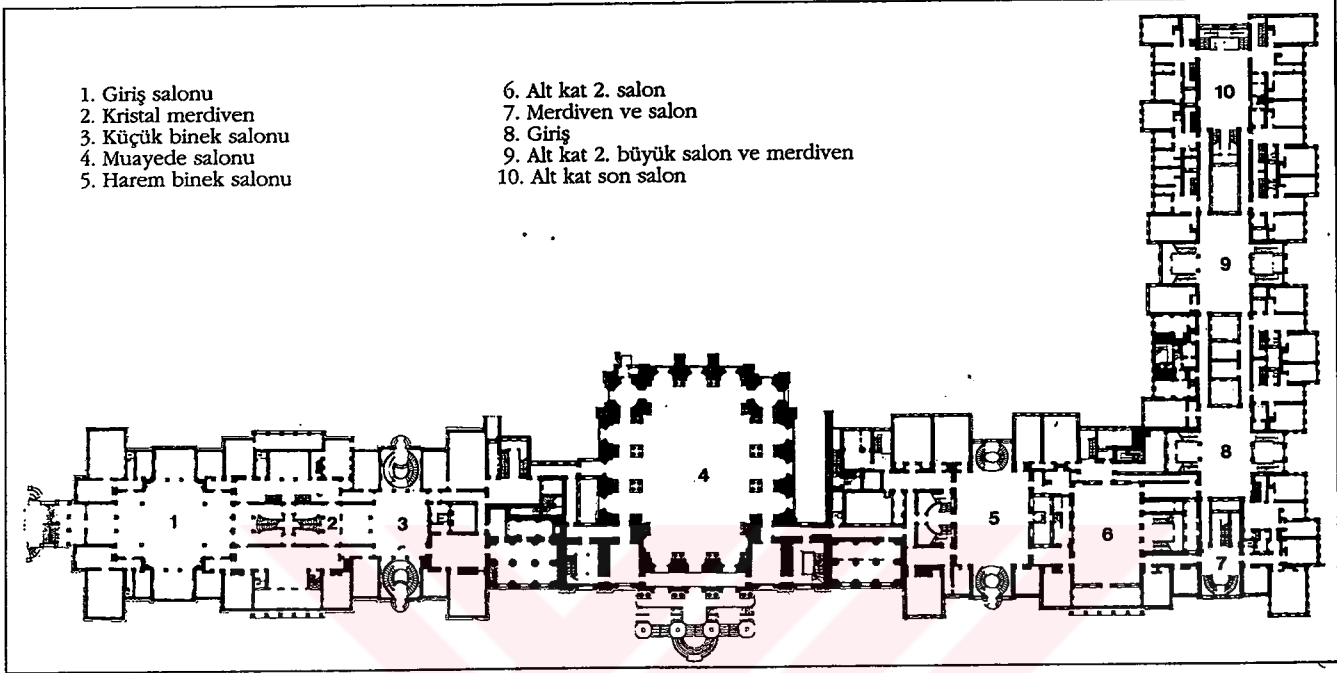 1. Giriş salonu
2. Kristal merdiven
3. Küçük binek salonu
4. Muayede salonu
5. Harem binek salonu
6. Alt kat 2. salon
7. Merdiven ve salon
8. Giriş
9. Alt kat 2. büyük salon ve merdiven
10. Alt kat son salon
10
9
8
4
1
2
3
5
6
7